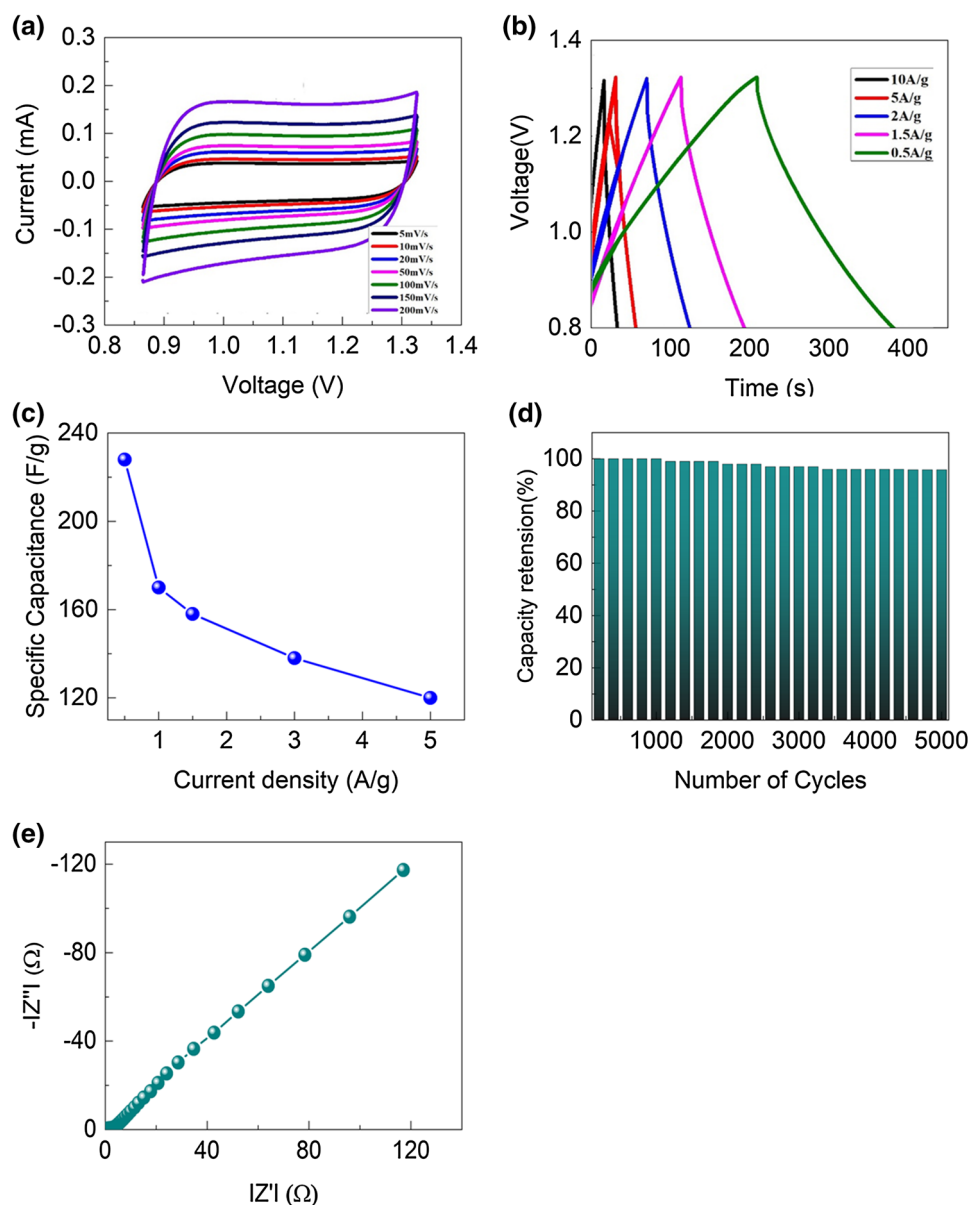 (a)
0.3
0.2
0.1
0.0
-0.1
-0.2
-0.3
Current (mA)
5mV/s
10mV/s
20mV/s
50mV/s
100mV/s
150mV/s
200mV/s
0.8 0.9 1.0 1.1 1.2 1.3 1.4
Voltage (V)
(b)
1.4
1.2
1.0
0.8
Voltage(V)
10A/g
5A/g
2A/g
1.5A/g
0.5A/g
0 100 200 300 400
Time (s)
(c)
240
200
160
120
Specific Capacitance (F/g)
1 2 3 4 5
Current density (A/g)
(d)
100
80
60
40
20
0
Capacity retension(%)
1000 2000 3000 4000 5000
Number of Cycles
(e)
-120
-80
-40
0
-IZ"I (Ω)
0 40 80 120
IZ'I (Ω)